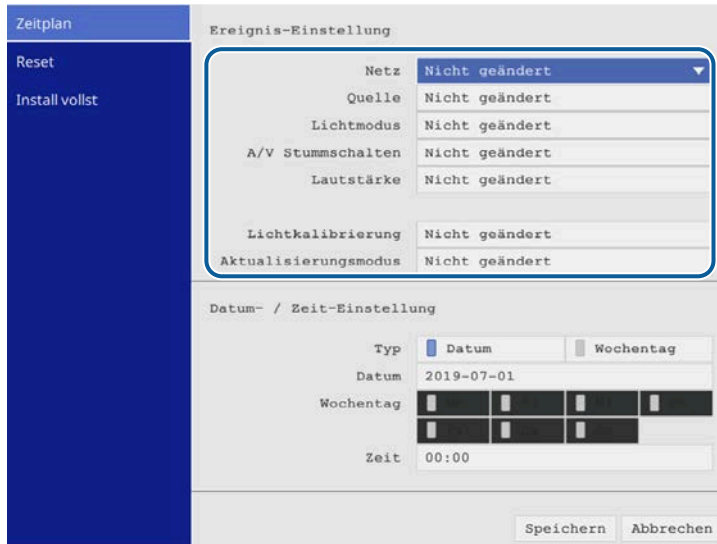 Zeitplan
Reset
Install vollst
Ereignis-Einstellung
Netz Nicht geändert
Quelle Nicht geändert
Lichtmodus Nicht geändert
A/V Stummschalten Nicht geändert
Lautstärke Nicht geändert
Lichtkalibrierung Nicht geändert
Aktualisierungsmodus Nicht geändert
Datum- / Zeit-Einstellung
Typ Datum Wochentag
Datum 2019-07-01
Wochentag
Zeit 00:00
Speichern Abbrechen